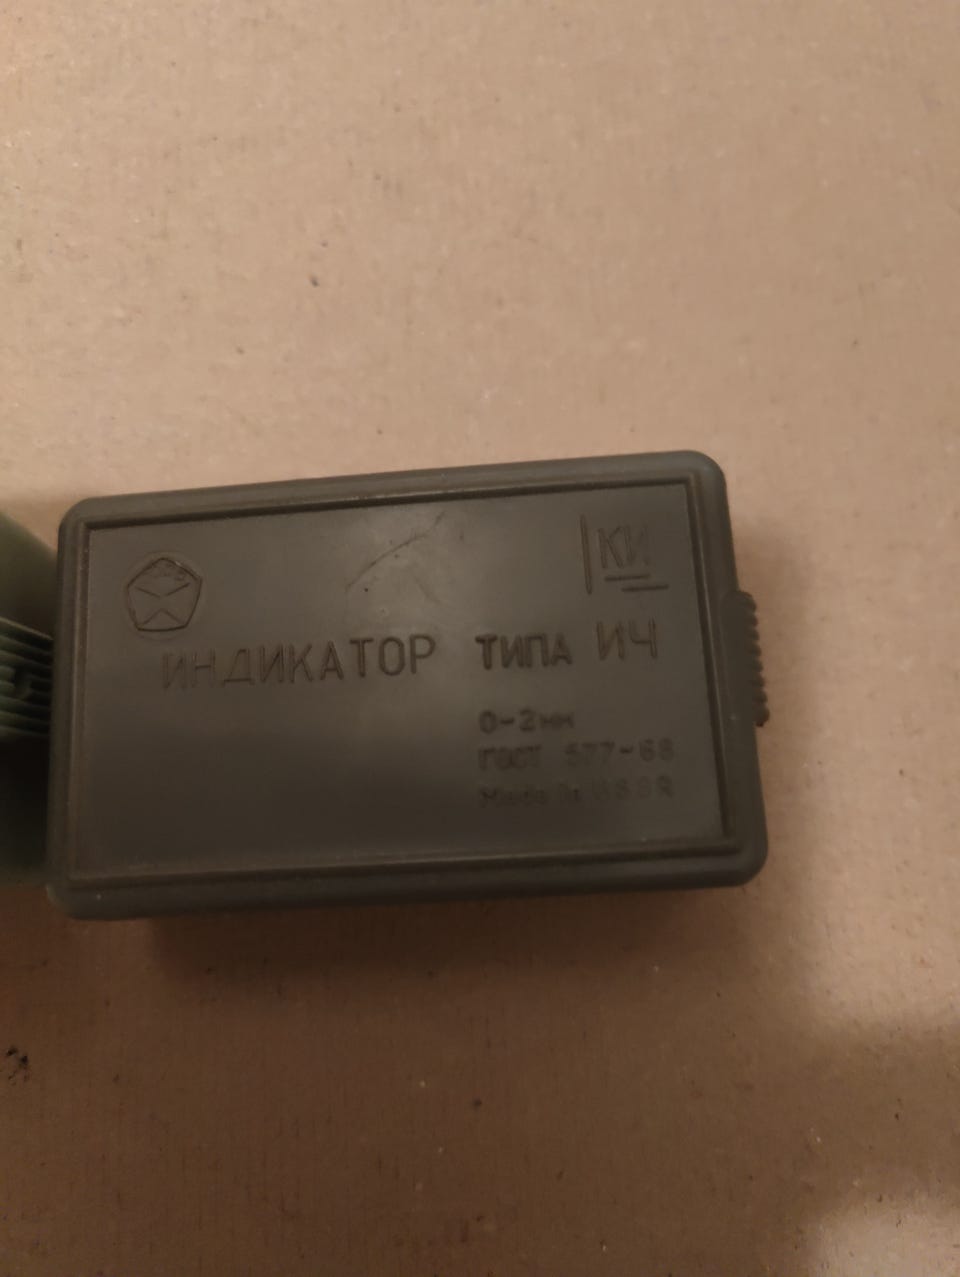 КИ
ИНДИКАТОР ТИПА ИЧ
0-2мм
ГОСТ 577-68
Made in USSR